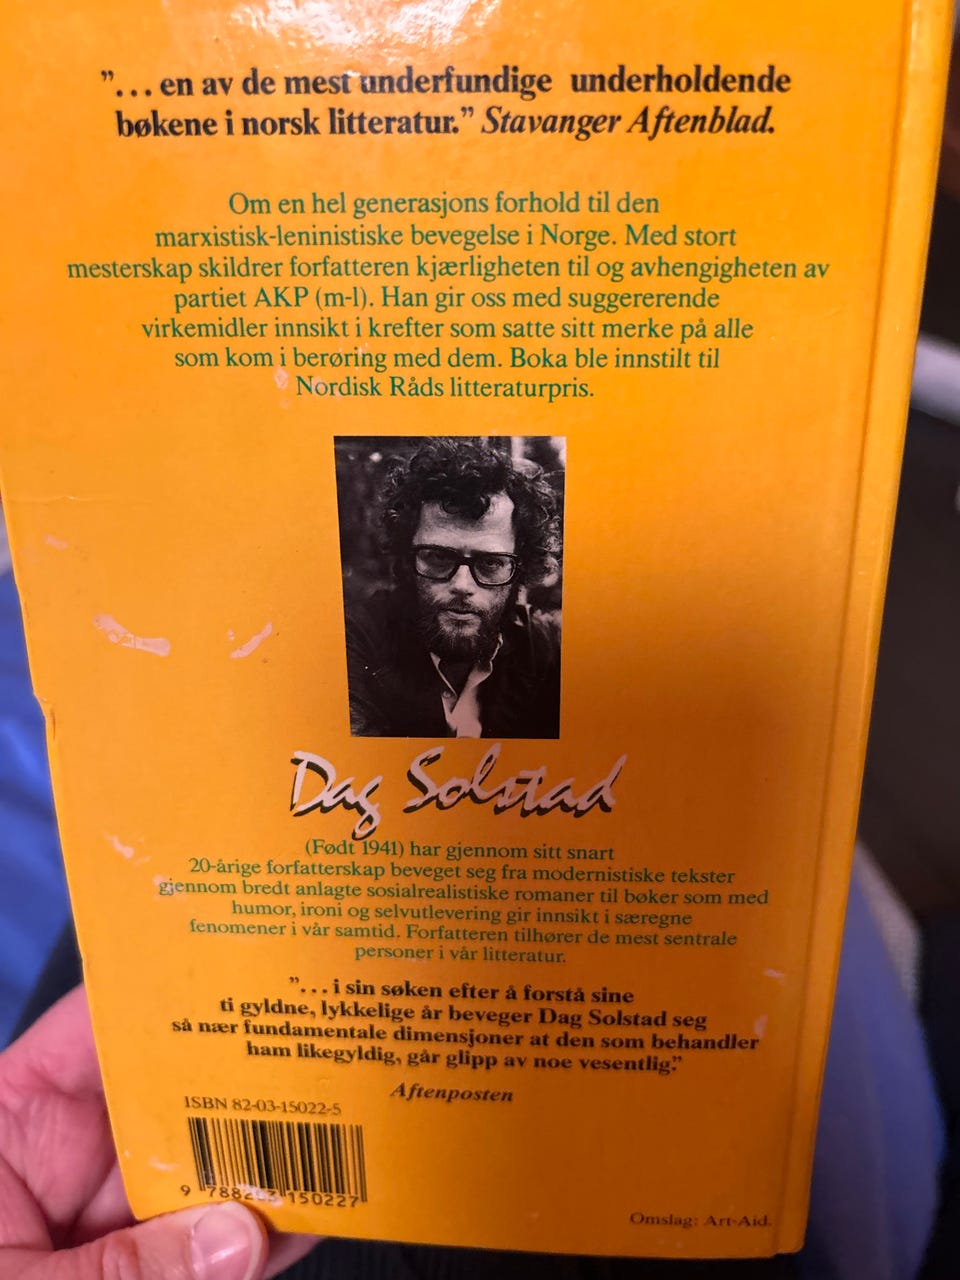 "... en av de mest underfundige underholdende
bøkene i norsk litteratur." Stavanger Aftenblad.
Om en hel generasjons forhold til den
marxistisk-leninistiske bevegelse i Norge. Med stort
mesterskap skildrer forfatteren kjærligheten til og avhengigheten av
partiet AKP (m-l). Han gir oss med suggererende
virkemidler innsikt i krefter som satte sitt merke på alle
som kom i berøring med dem. Boka ble innstilt til
Nordisk Råds litteraturpris.
Dag Solstad
(Født 1941) har gjennom sitt snart
20-årige forfatterskap beveget seg fra modernistiske tekster
gjennom bredt anlagte sosialrealistiske romaner til bøker som med
humor, ironi og selvutlevering gir innsikt i særegne
fenomener i vår samtid. Forfatteren tilhører de mest sentrale
personer i vår litteratur.
"... i sin søken efter å forstå sine
ti gyldne, lykkelige år beveger Dag Solstad seg
så nær fundamentale dimensjoner at den som behandler
ham likegyldig, går glipp av noe vesentlig."
Aftenposten
ISBN 82-03-15022-5
9 788203 150227
Omslag: Art-Aid.